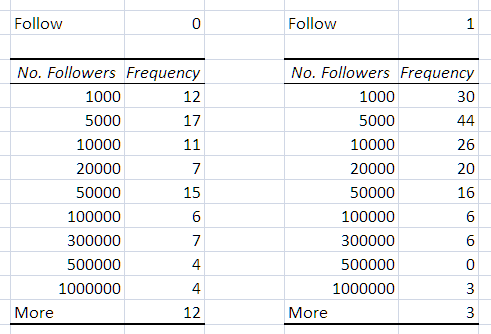 Follow 0 Follow 1
No. Followers Frequency No. Followers Frequency
1000 12 1000 30
5000 17 5000 44
10000 11 10000 26
20000 7 20000 20
50000 15 50000 16
100000 6 100000 6
300000 7 300000 6
500000 4 500000 0
1000000 4 1000000 3
More 12 More 3